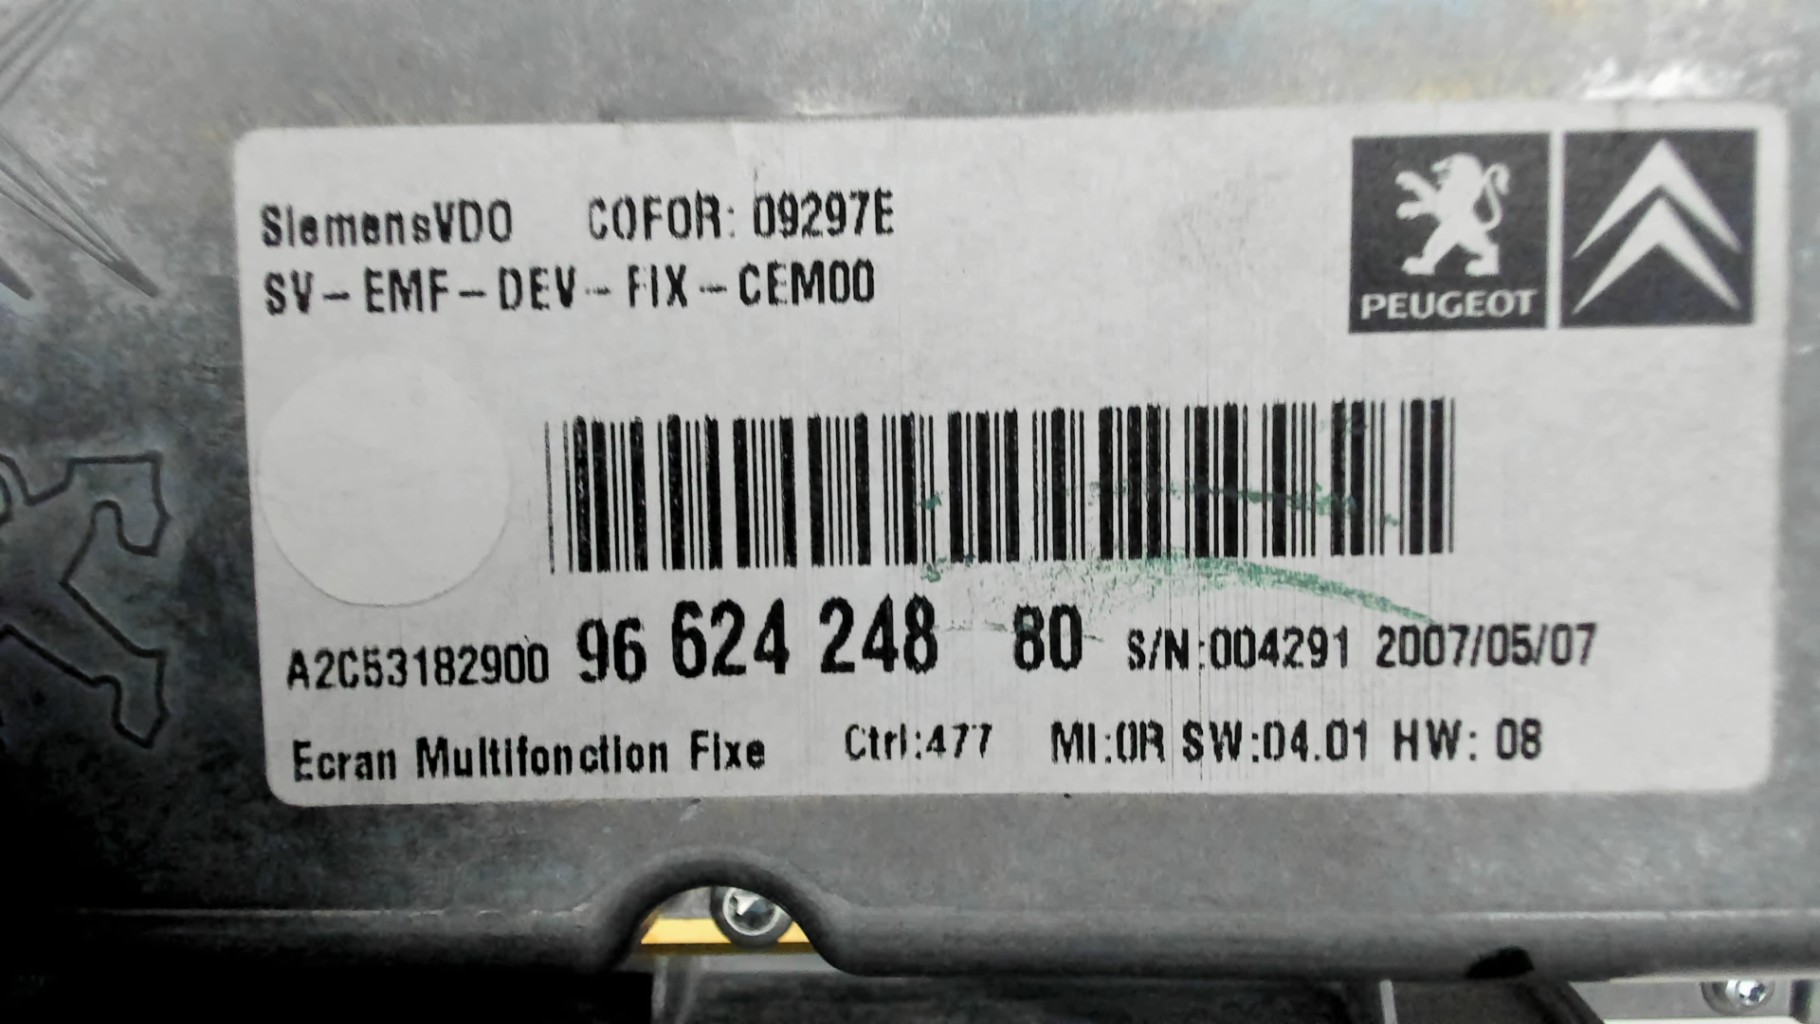 SiemensVDO COFOR: 09297E
SV-EMF-DEV-FIX-CEM00
PEUGEOT
A2C53182900 96 624 248 80 S/N:004291 2007/05/07
Ecran Multifonction Fixe Ctrl:477 MI:0R SW:04.01 HW: 08